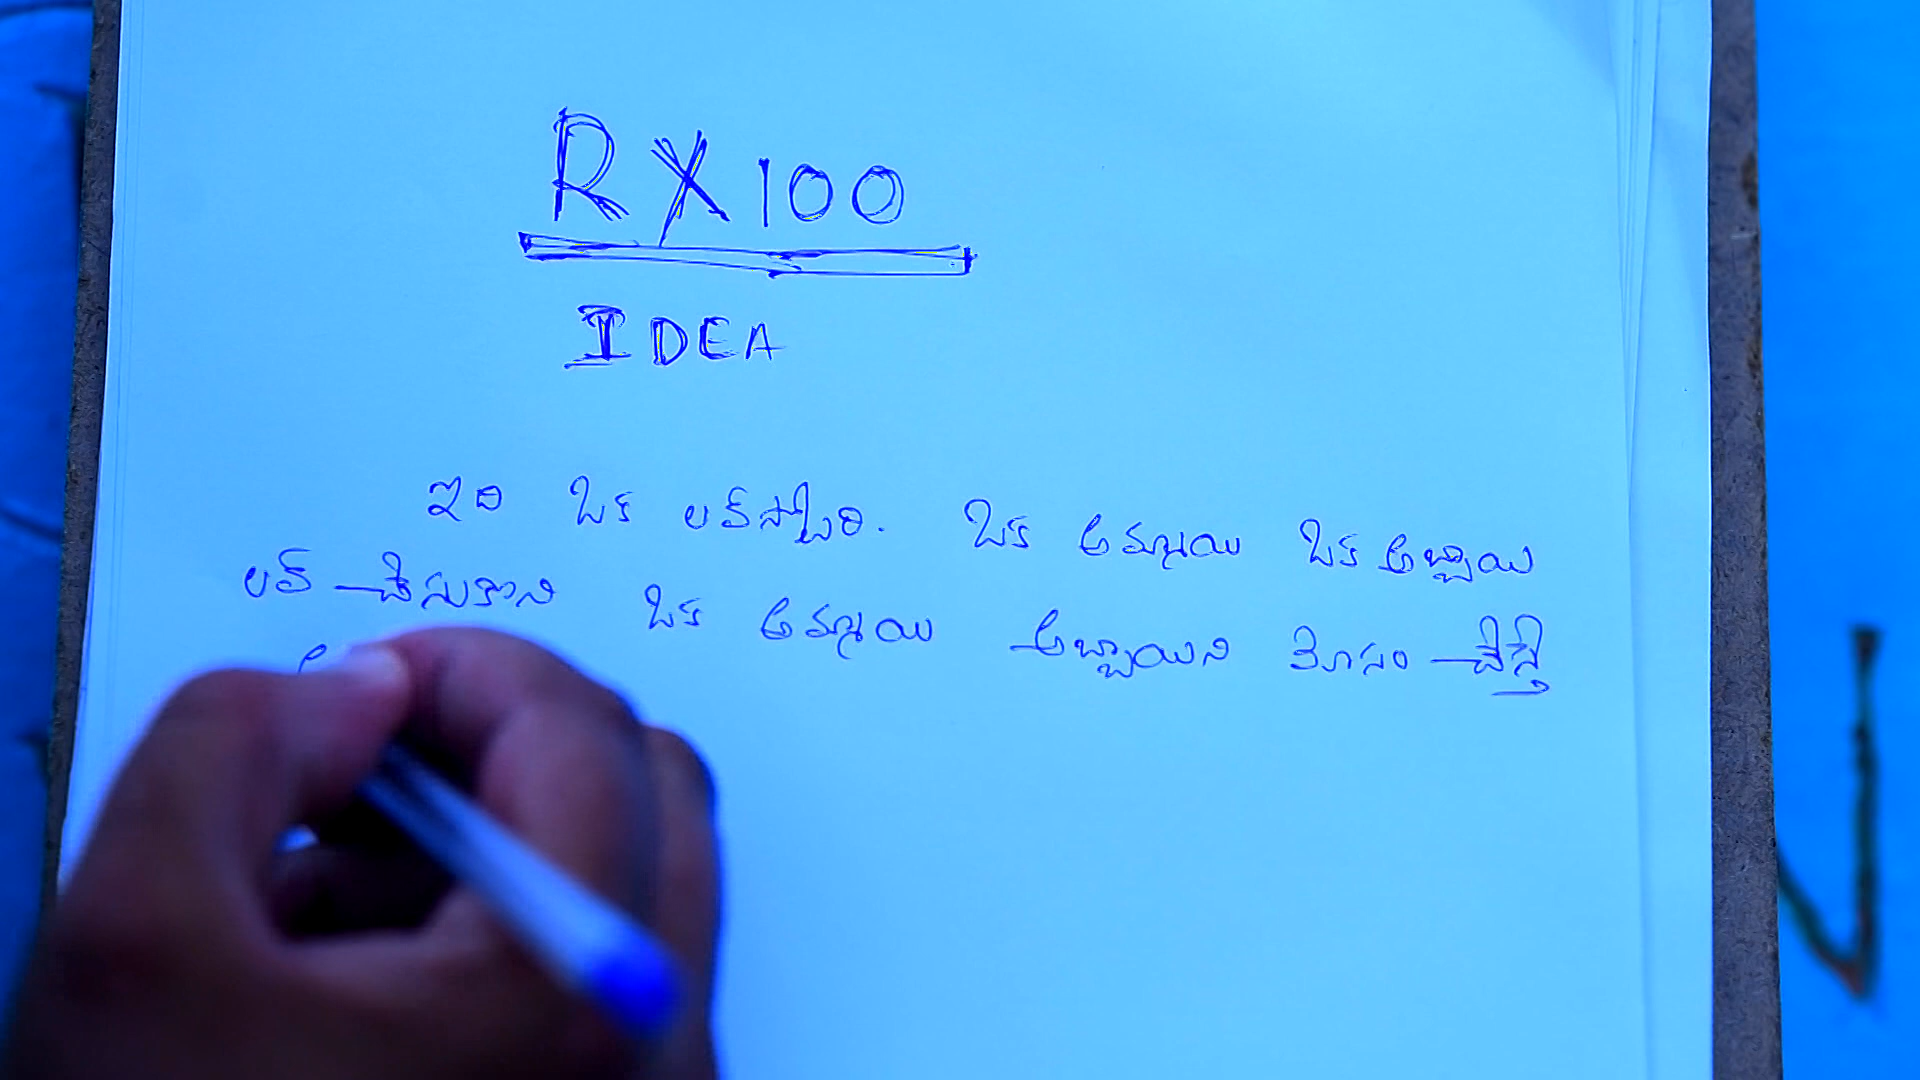 RX100
IDEA
ఇది ఒక లవ్‌స్టోరి. ఒక అమ్మాయి ఒక అబ్బాయి
లవ్ చేసుకొని ఒక అమ్మాయి అబ్బాయిని మోసం చేస్తే